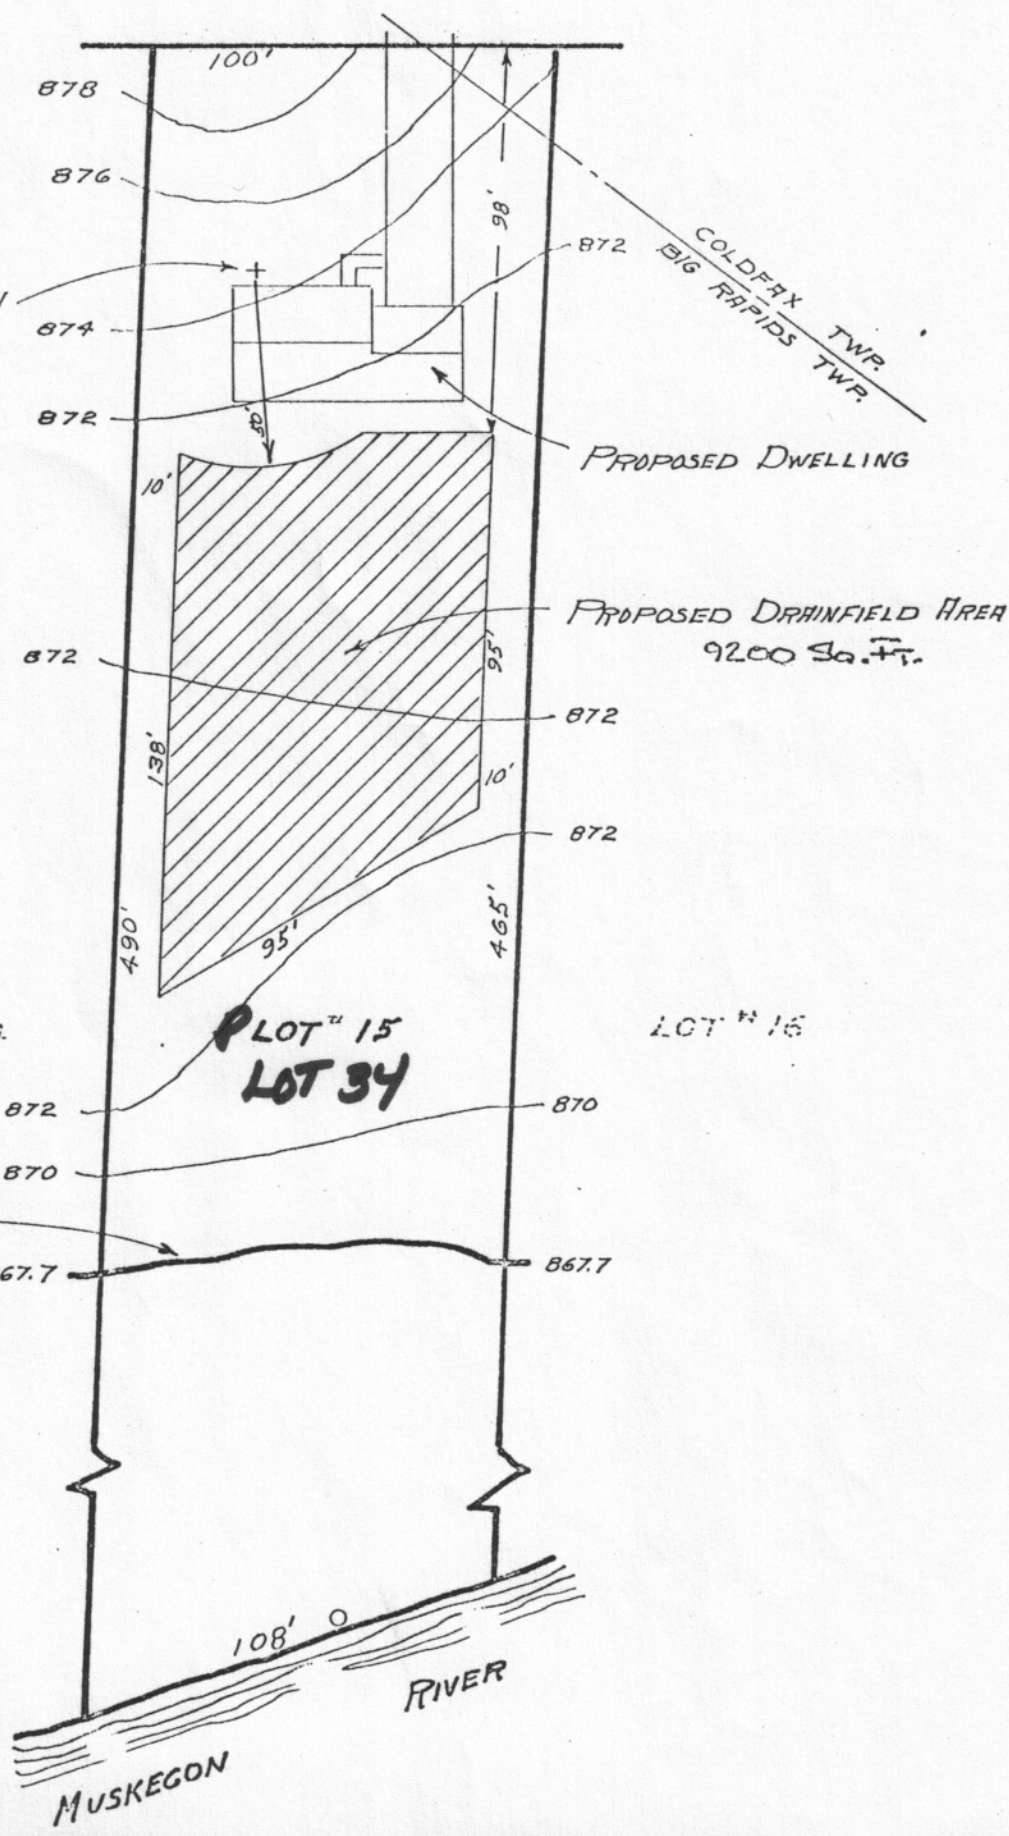 100'
878
876
98'
872
COLDFAX TWP.
BIG RAPIDS TWP.
874
872
PROPOSED DWELLING
10'
PROPOSED DRAINFIELD AREA
9200 SQ. FT.
95'
872
872
138'
10'
872
490'
465'
95'
PLOT # 15
LOT 34
LOT # 16
872
870
870
67.7
867.7
108'
RIVER
MUSKEGON